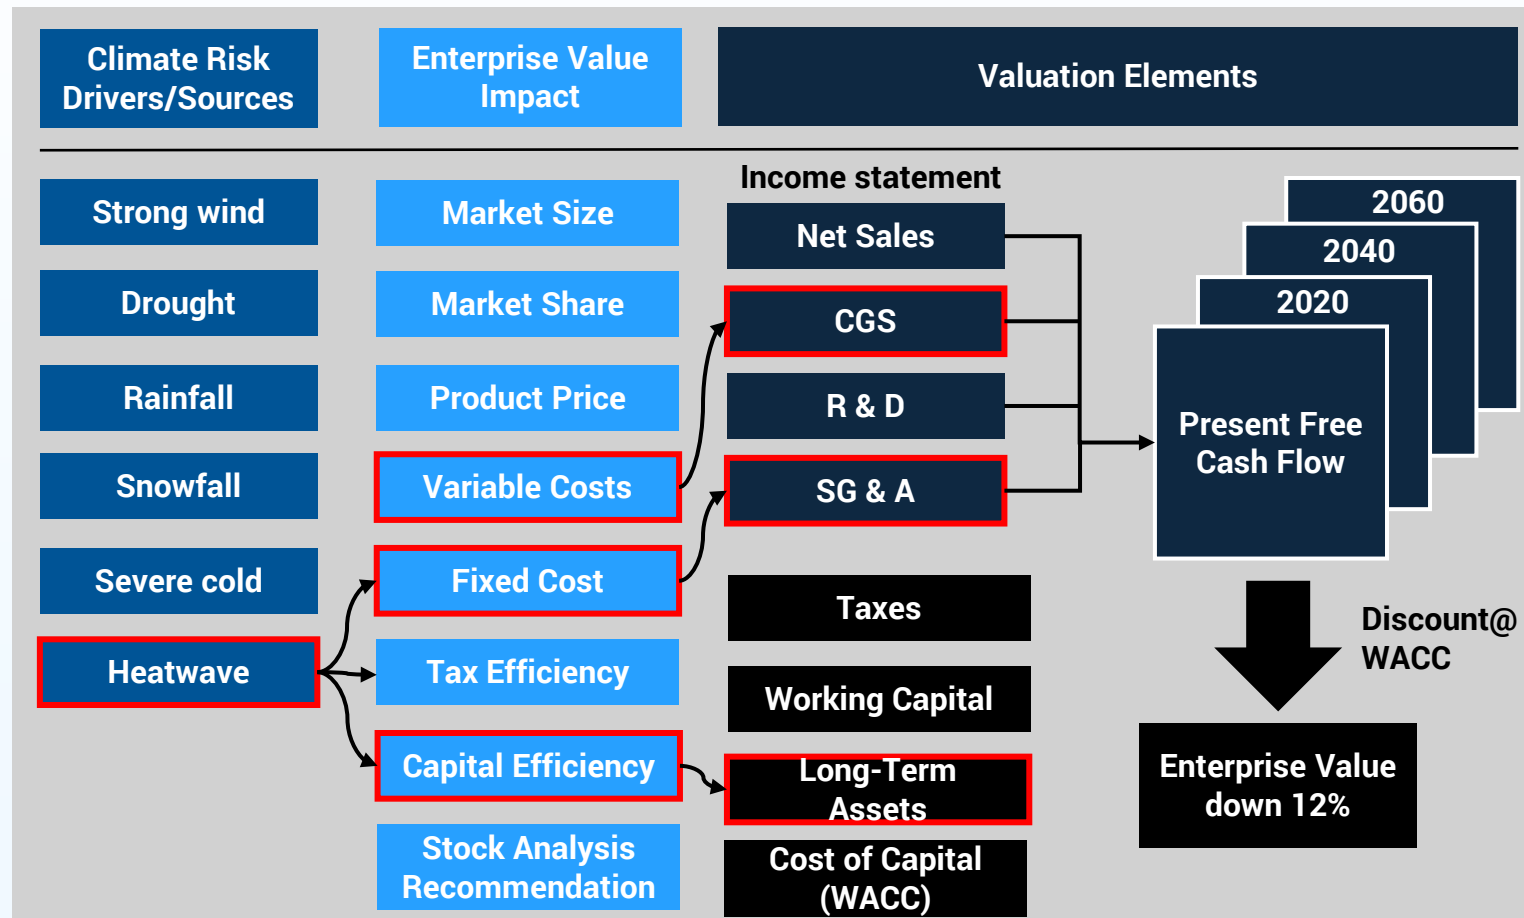 Climate Risk
Drivers/Sources
Enterprise Value
Impact
Valuation Elements
Strong wind
Drought
Rainfall
Snowfall
Severe cold
Heatwave
Market Size
Market Share
Product Price
Variable Costs
Fixed Cost
Tax Efficiency
Capital Efficiency
Stock Analysis
Recommendation
Income statement
Net Sales
CGS
R & D
SG & A
Taxes
Working Capital
Long-Term
Assets
Cost of Capital
(WACC)
2060
2040
2020
Present Free
Cash Flow
Discount@
WACC
Enterprise Value
down 12%